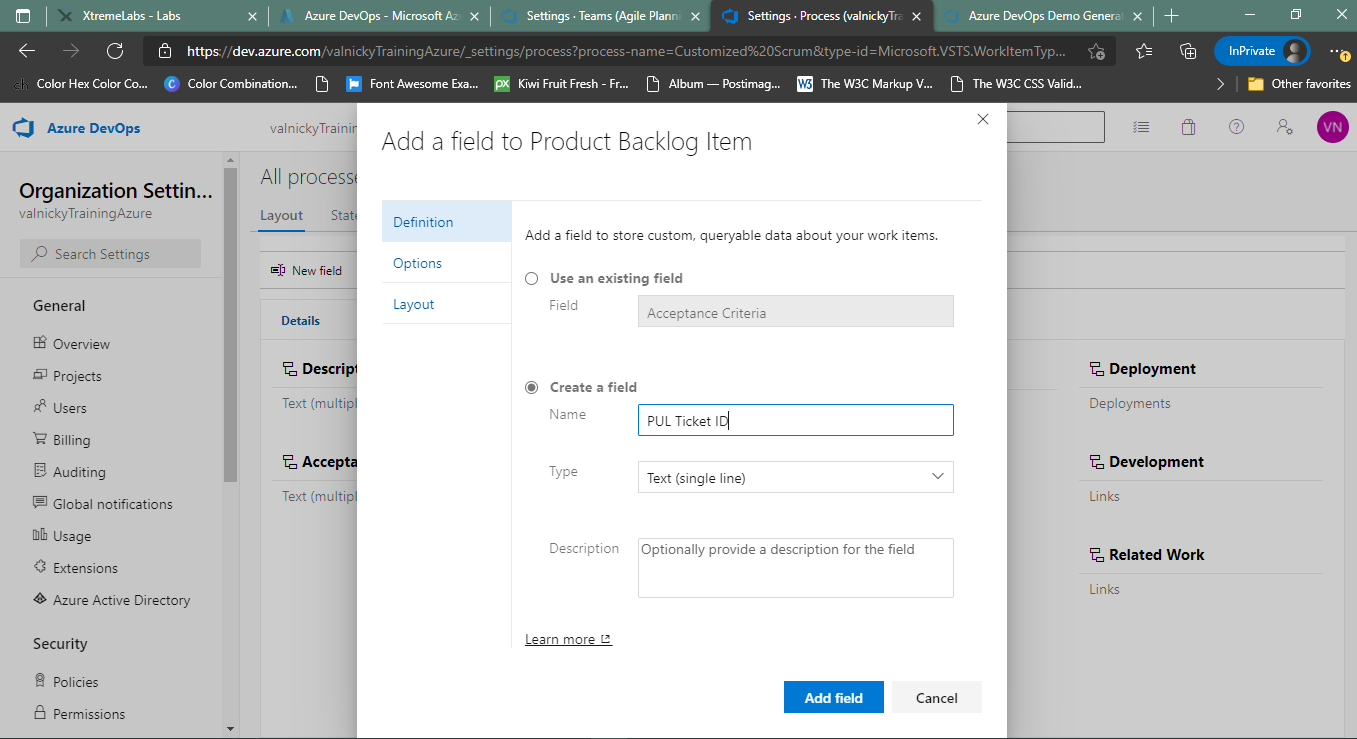 XtremeLabs - Labs
Azure DevOps - Microsoft Az
Settings · Teams (Agile Planni
Settings · Process (valnickyTra
Azure DevOps Demo Genera
https://dev.azure.com/valnickyTrainingAzure/_settings/process?process-name=Customized%20Scrum&type-id=Microsoft.VSTS.WorkItemTyp...
InPrivate
ch Color Hex Color Co...
C Color Combination...
Font Awesome Exa...
px Kiwi Fruit Fresh - Fr...
Album — Postimag...
W3 The W3C Markup V...
The W3C CSS Valid...
Other favorites
Azure DevOps
valnickyTrainin
VN
Add a field to Product Backlog Item
Organization Settin...
valnickyTrainingAzure
Search Settings
General
Overview
Projects
Users
Billing
Auditing
Global notifications
Usage
Extensions
Azure Active Directory
Security
Policies
Permissions
All processe
Layout
State
New field
Details
Descript
Text (multipl
Accepta
Text (multipl
Definition
Options
Layout
Add a field to store custom, queryable data about your work items.
Use an existing field
Field
Acceptance Criteria
Create a field
Name
PUL Ticket ID
Type
Text (single line)
Description
Optionally provide a description for the field
Learn more
Add field
Cancel
Deployment
Deployments
Development
Links
Related Work
Links